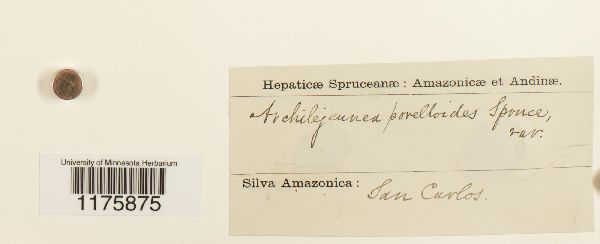 Hepaticæ Spruceanæ: Amazonicæ et Andinæ.
Archilejeunea porelloides Spruce,
var.
Silva Amazonica: San Carlos.
University of Minnesota Herbarium
1175875